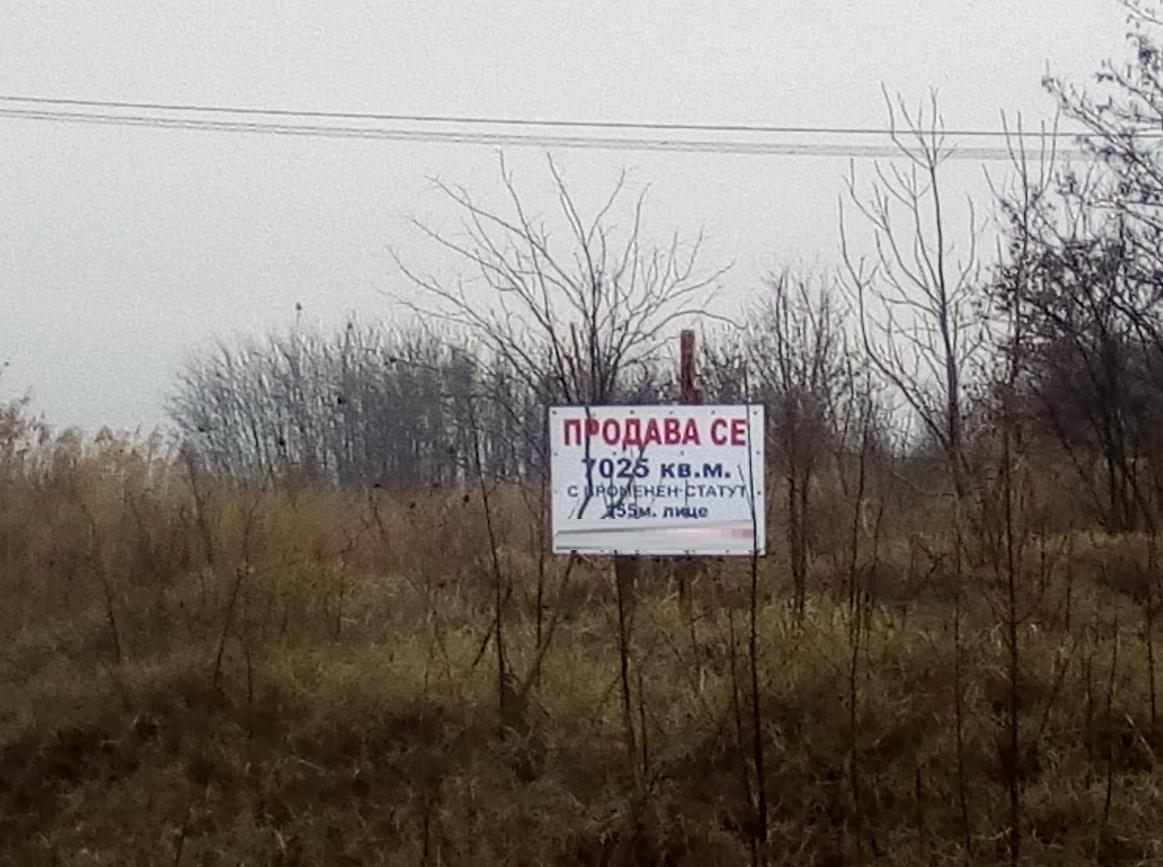 ПРОДАВА СЕ
7025 кв.м.
С ПРОМЕНЕН СТАТУТ
155м. лице